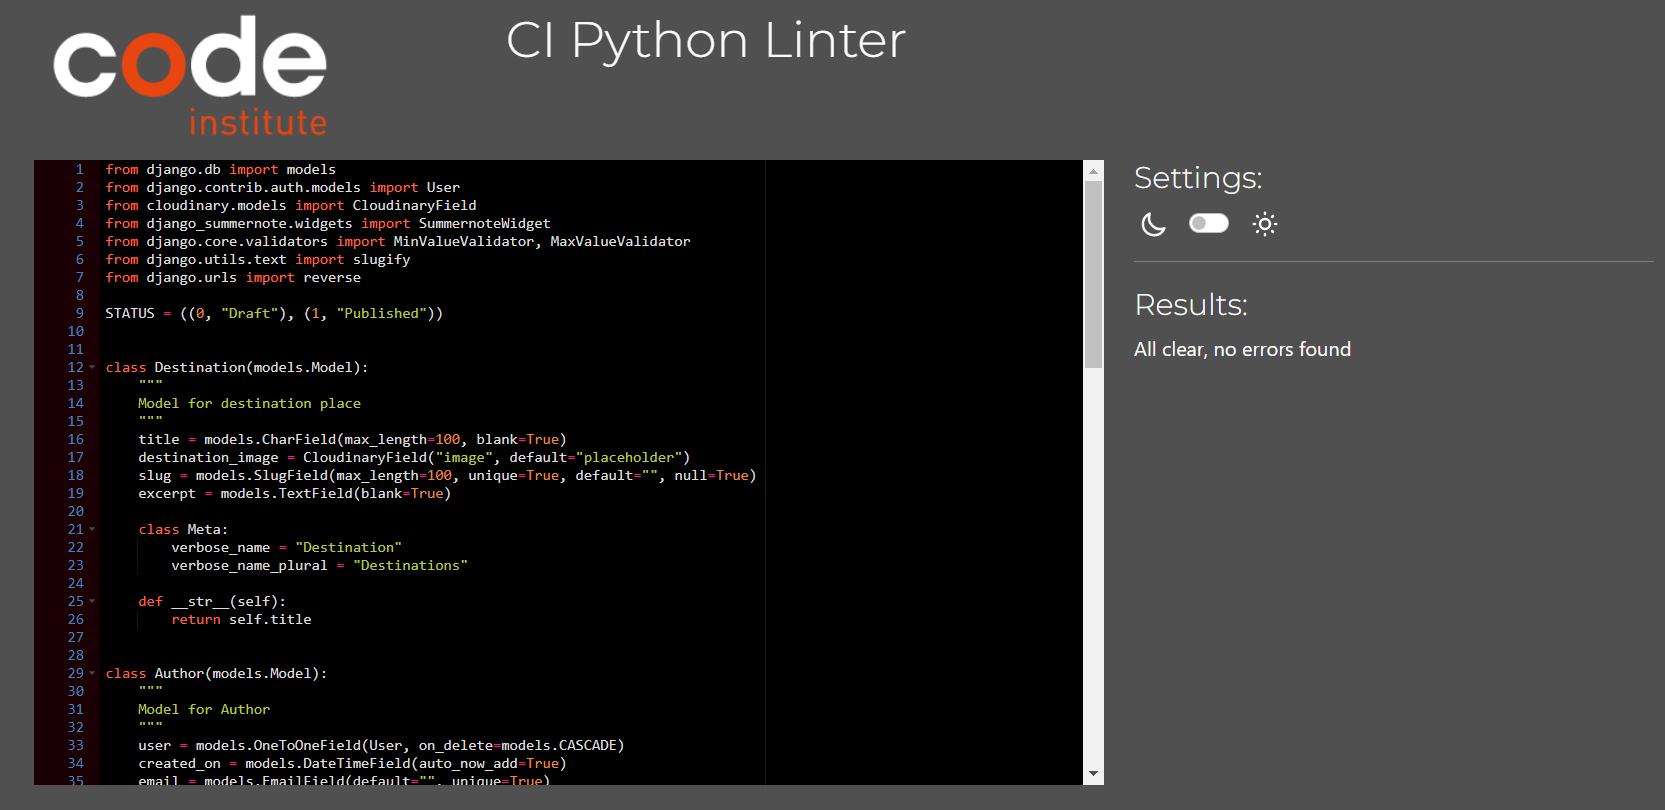 code
institute
CI Python Linter
1 from django.db import models
2 from django.contrib.auth.models import User
3 from cloudinary.models import CloudinaryField
4 from django_summernote.widgets import SummernoteWidget
5 from django.core.validators import MinValueValidator, MaxValueValidator
6 from django.utils.text import slugify
7 from django.urls import reverse
8
9 STATUS = ((0, "Draft"), (1, "Published"))
10
11
12 class Destination(models.Model):
13     """
14     Model for destination place
15     """
16     title = models.CharField(max_length=100, blank=True)
17     destination_image = CloudinaryField("image", default="placeholder")
18     slug = models.SlugField(max_length=100, unique=True, default="", null=True)
19     excerpt = models.TextField(blank=True)
20
21     class Meta:
22         verbose_name = "Destination"
23         verbose_name_plural = "Destinations"
24
25     def __str__(self):
26         return self.title
27
28
29 class Author(models.Model):
30     """
31     Model for Author
32     """
33     user = models.OneToOneField(User, on_delete=models.CASCADE)
34     created_on = models.DateTimeField(auto_now_add=True)
35     email = models.EmailField(default="", unique=True)
Settings:
Results:
All clear, no errors found